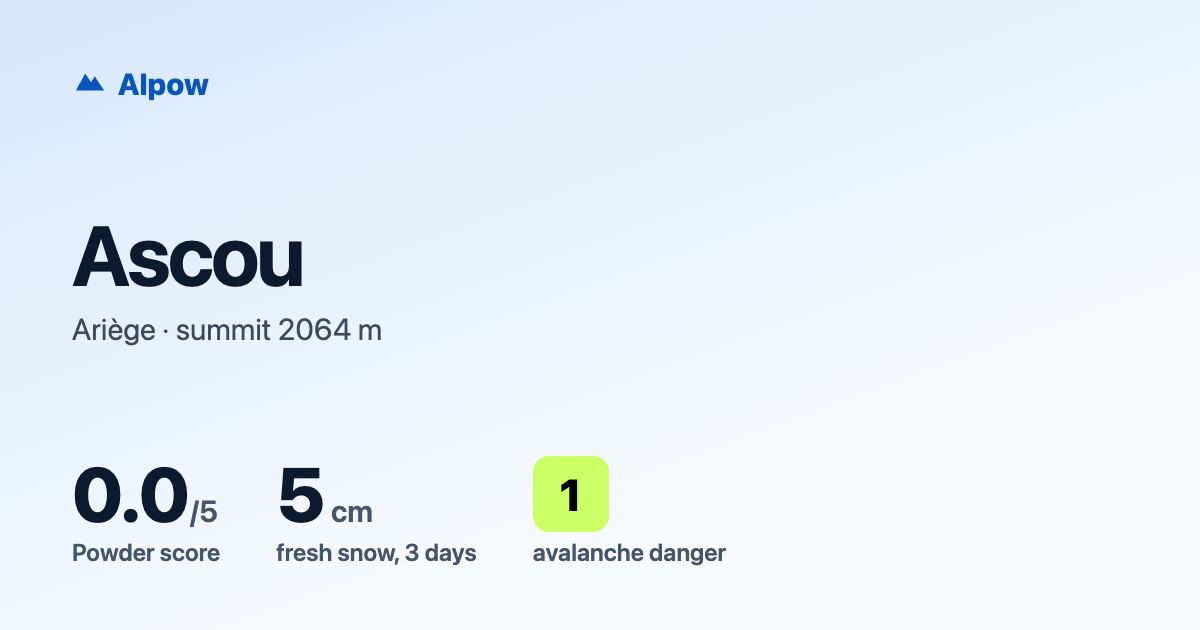 Alpow
Ascou
Ariège · summit 2064 m
0.0/5
Powder score
5 cm
fresh snow, 3 days
1
avalanche danger